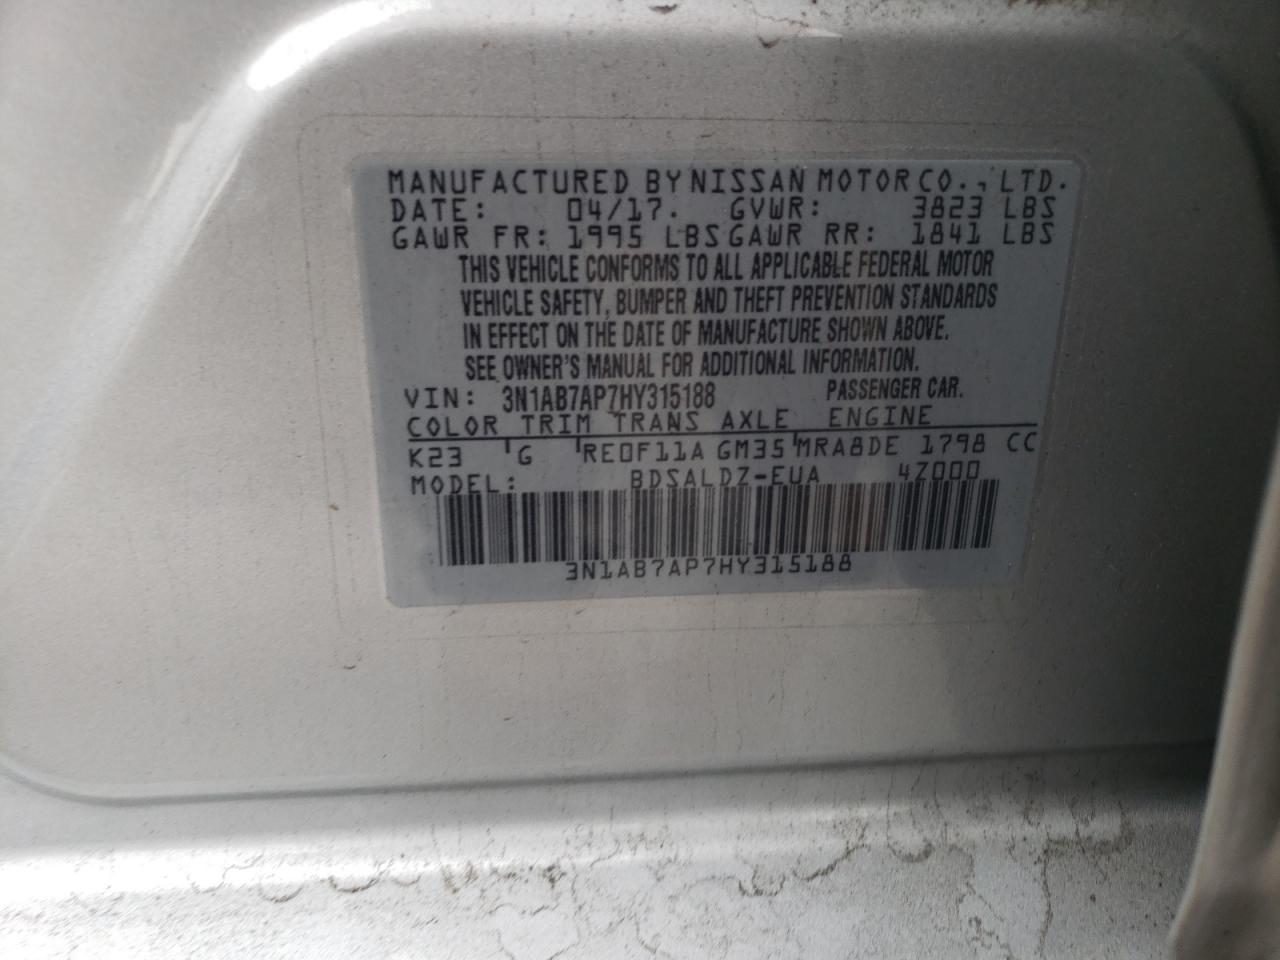 MANUFACTURED BY NISSAN MOTOR CO., LTD.
DATE: 04/17. GVWR: 3823 LBS
GAWR FR: 1995 LBS GAWR RR: 1841 LBS
THIS VEHICLE CONFORMS TO ALL APPLICABLE FEDERAL MOTOR
VEHICLE SAFETY, BUMPER AND THEFT PREVENTION STANDARDS
IN EFFECT ON THE DATE OF MANUFACTURE SHOWN ABOVE.
SEE OWNER'S MANUAL FOR ADDITIONAL INFORMATION.
VIN: 3N1AB7AP7HY315188 PASSENGER CAR.
COLOR TRIM TRANS AXLE ENGINE
K23 G RE0F11A GM35 MRA8DE 1798 CC
MODEL: BDSALDZ-EUA 4Z000
3N1AB7AP7HY315188